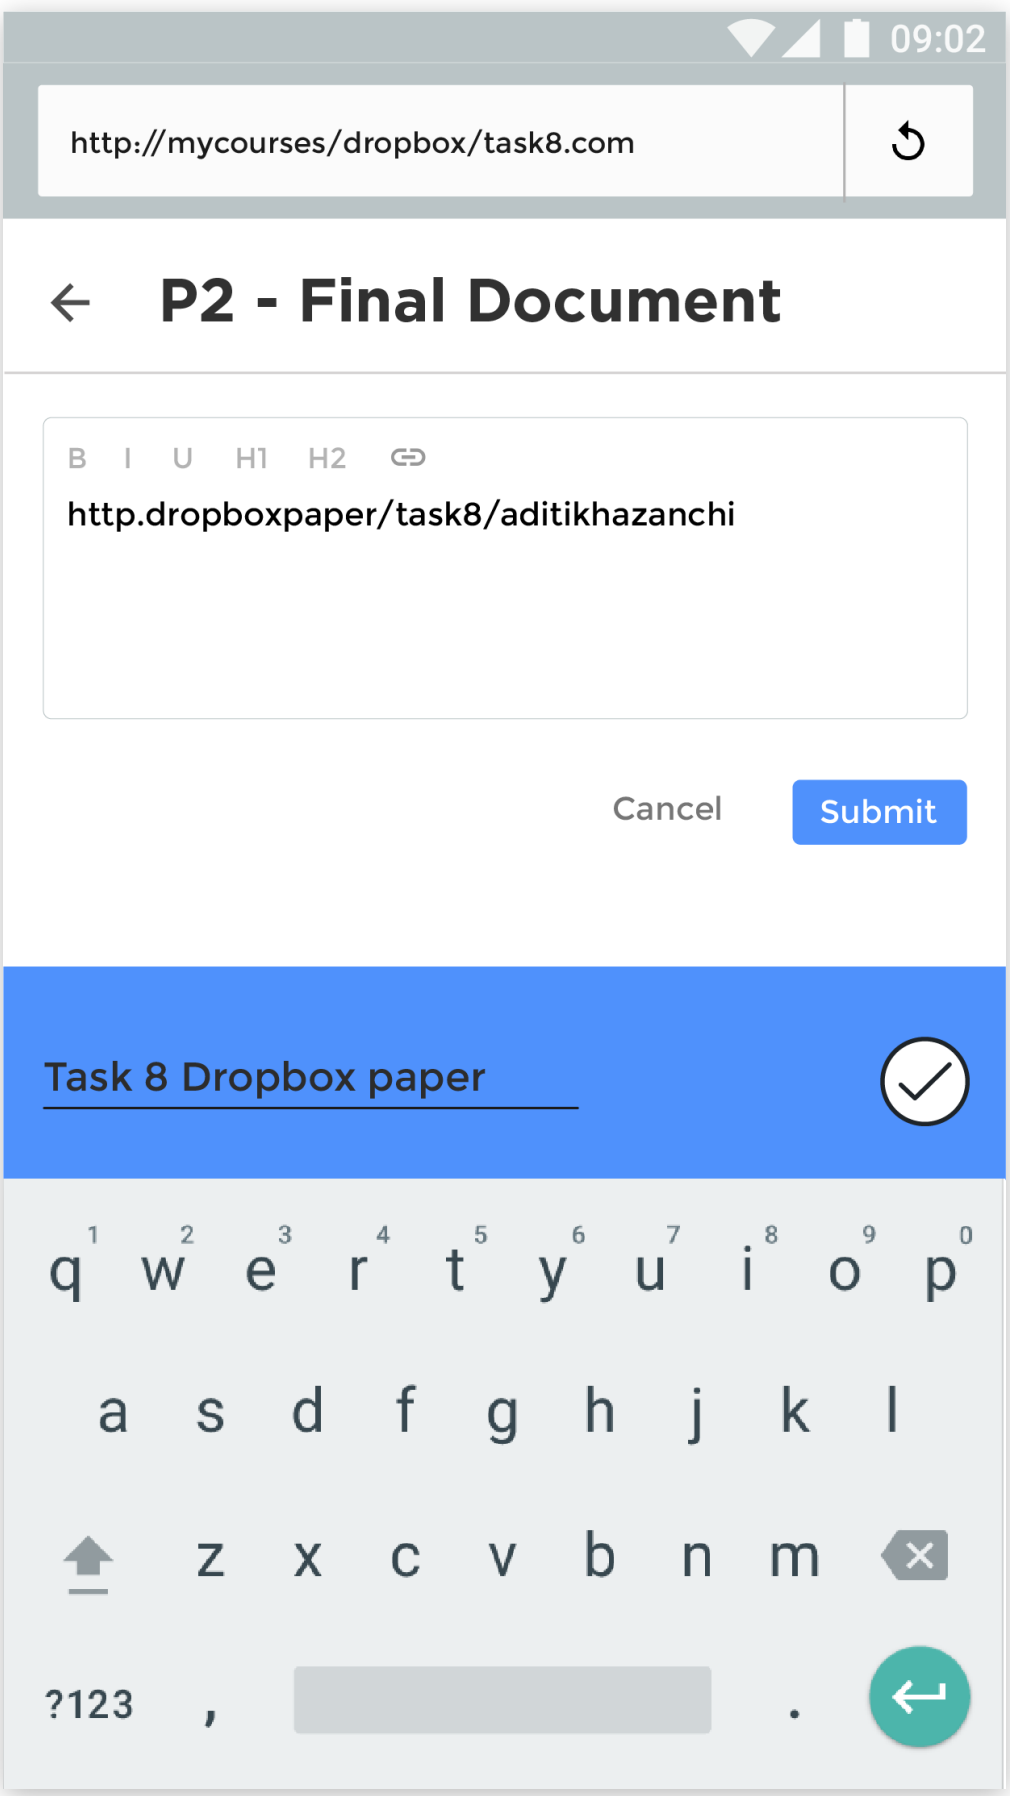 09:02
http://mycourses/dropbox/task8.com
P2 - Final Document
B I U H1 H2
http.dropboxpaper/task8/aditikhazanchi
Cancel Submit
Task 8 Dropbox paper
1 2 3 4 5 6 7 8 9 0
q w e r t y u i o p
a s d f g h j k l
z x c v b n m
?123 , .